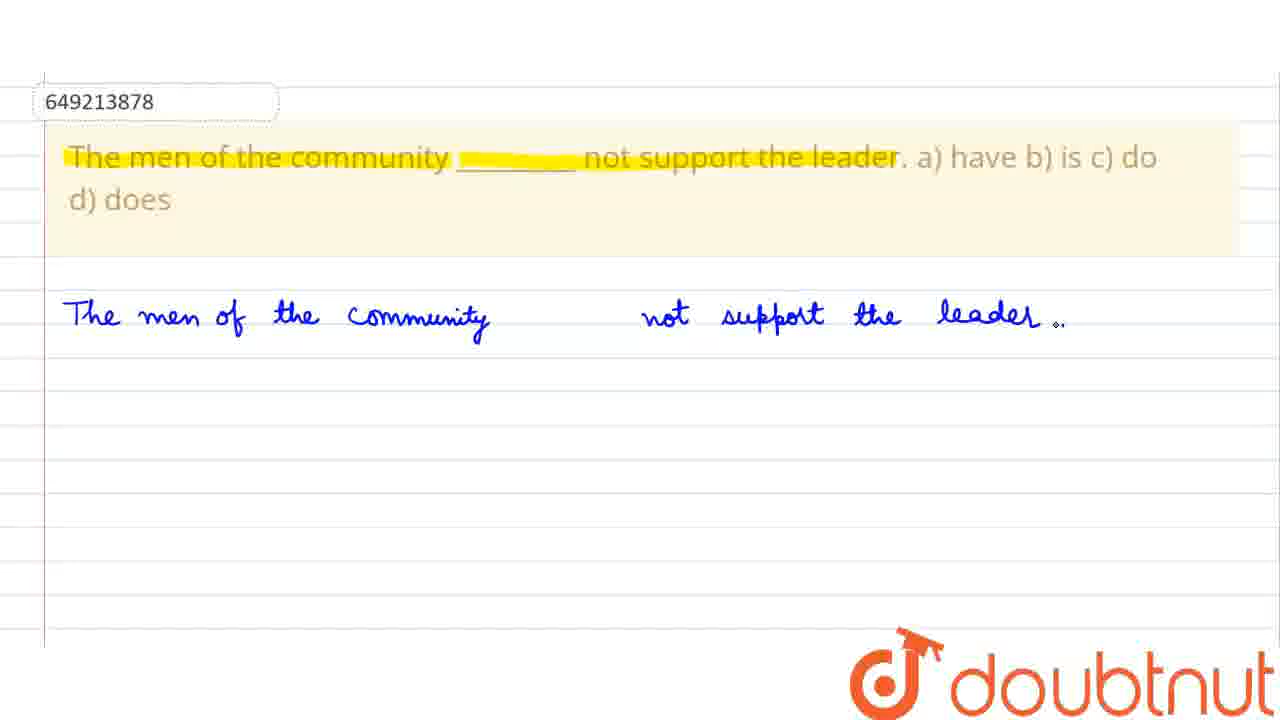 649213878
The men of the community ________ not support the leader. a) have b) is c) do
d) does
The men of the community not support the leader ..
doubtnut